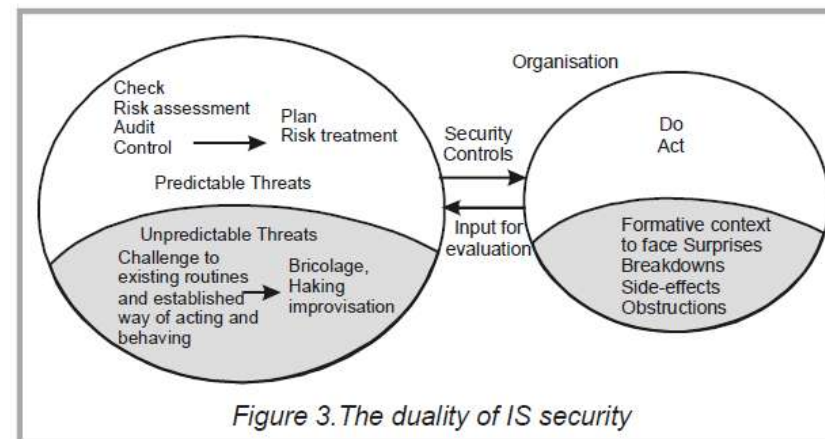 Check
Risk assessment
Audit
Control
Plan
Risk treatment
Predictable Threats
Unpredictable Threats
Challenge to
existing routines
and established
way of acting and
behaving
Bricolage,
Haking
improvisation
Security
Controls
Input for
evaluation
Organisation
Do
Act
Formative context
to face Surprises
Breakdowns
Side-effects
Obstructions
Figure 3.The duality of IS security